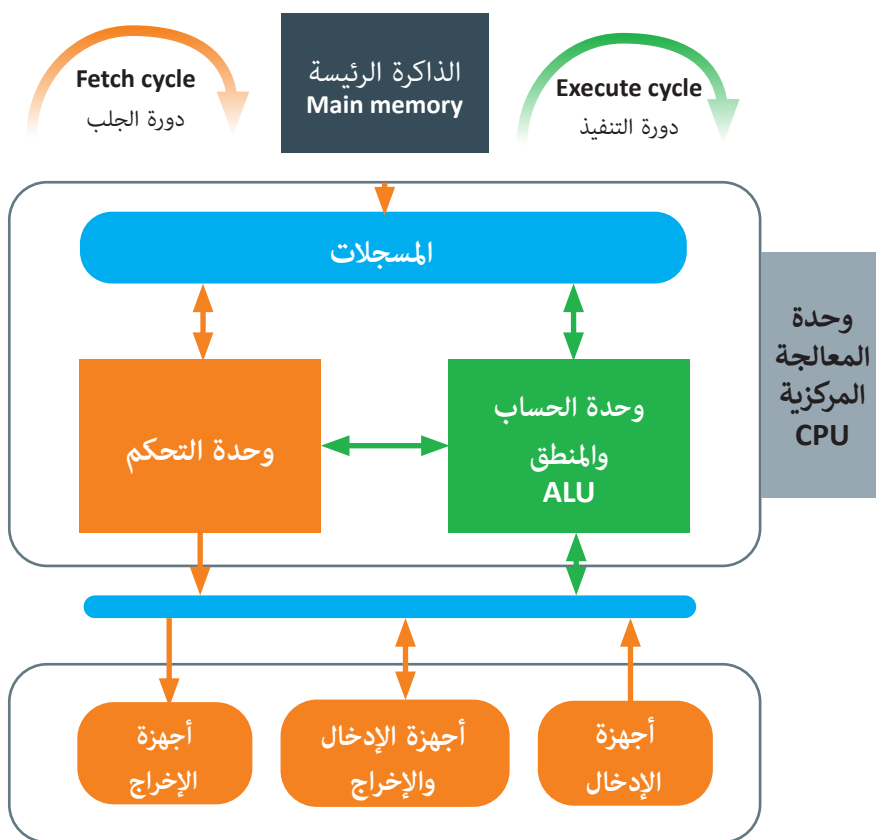 Fetch cycle
دورة الجلب
الذاكرة الرئيسة
Main memory
Execute cycle
دورة التنفيذ
المسجلات
وحدة
المعالجة
المركزية
CPU
وحدة التحكم
وحدة الحساب
والمنطق
ALU
أجهزة
الإخراج
أجهزة الإدخال
والإخراج
أجهزة
الإدخال